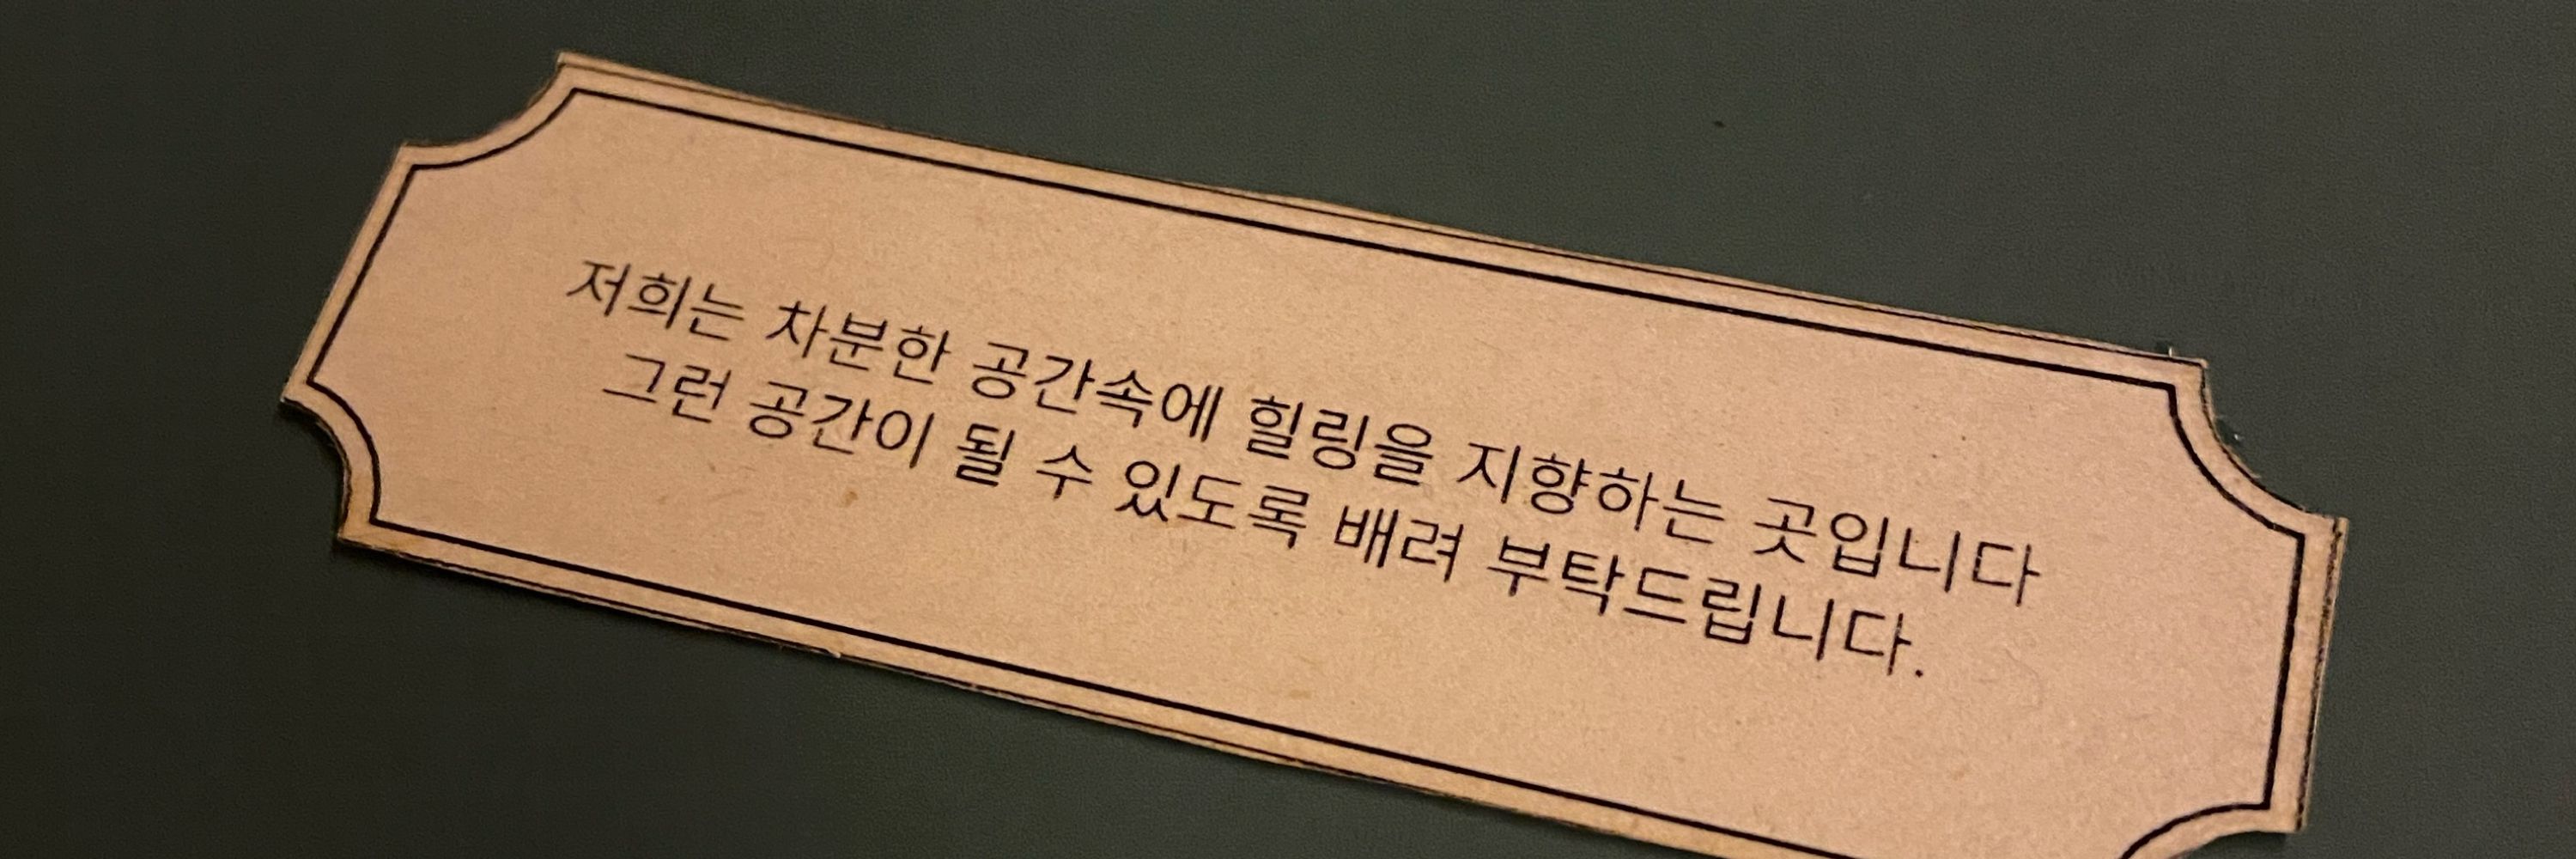 저희는 차분한 공간속에 힐링을 지향하는 곳입니다
그런 공간이 될 수 있도록 배려 부탁드립니다.